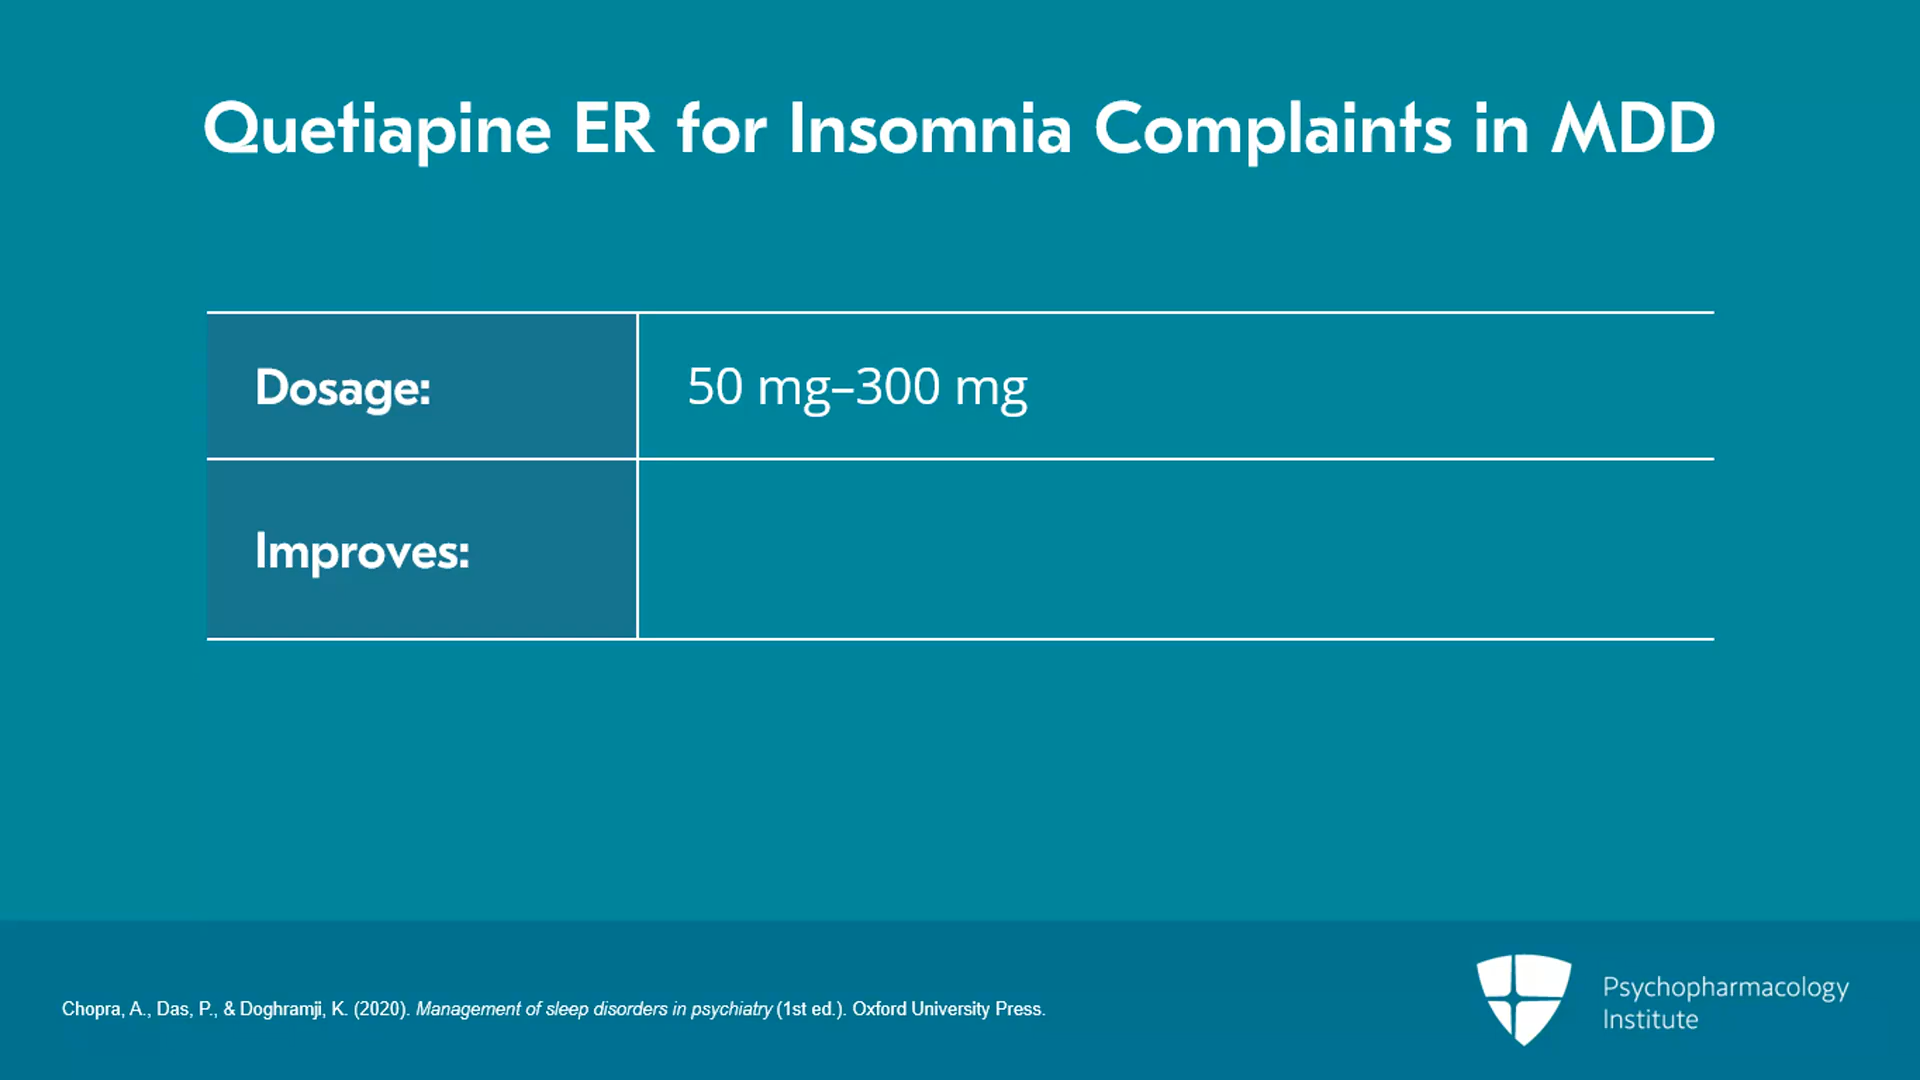 Quetiapine ER for Insomnia Complaints in MDD
Dosage:
50 mg–300 mg
Improves:
Chopra, A., Das, P., & Doghramji, K. (2020). Management of sleep disorders in psychiatry (1st ed.). Oxford University Press.
Psychopharmacology
Institute